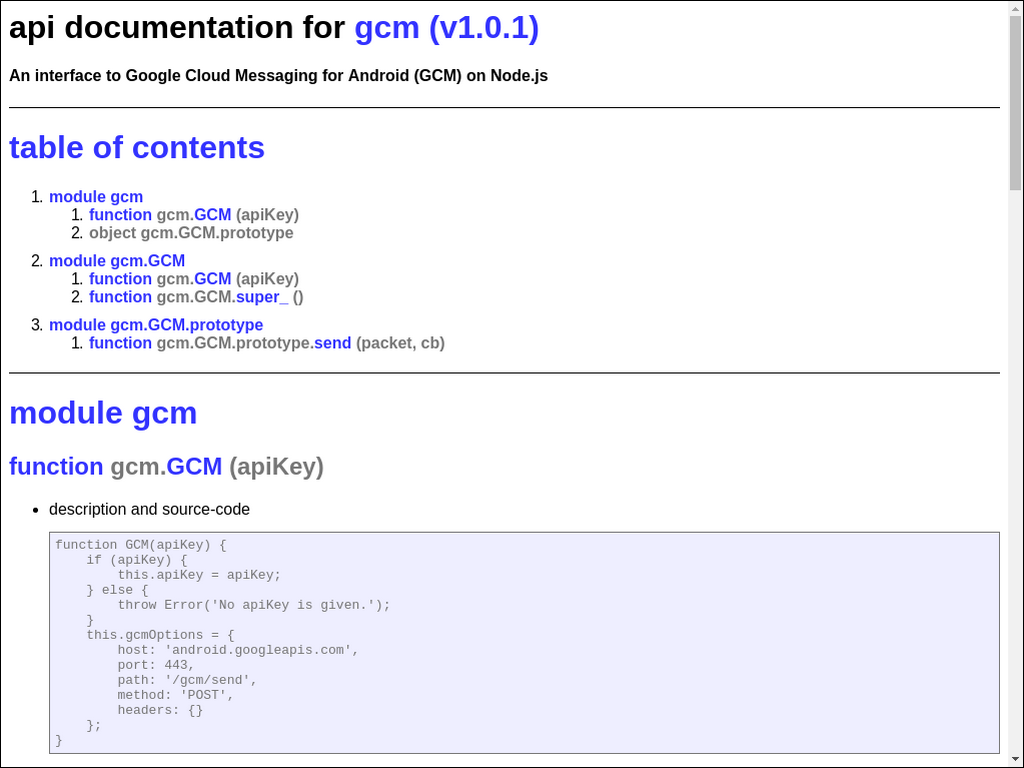 api documentation for gcm (v1.0.1)
An interface to Google Cloud Messaging for Android (GCM) on Node.js
table of contents
1. module gcm
1. function gcm.GCM (apiKey)
2. object gcm.GCM.prototype
2. module gcm.GCM
1. function gcm.GCM (apiKey)
2. function gcm.GCM.super_ ()
3. module gcm.GCM.prototype
1. function gcm.GCM.prototype.send (packet, cb)
module gcm
function gcm.GCM (apiKey)
• description and source-code
function GCM(apiKey) {
    if (apiKey) {
        this.apiKey = apiKey;
    } else {
        throw Error('No apiKey is given.');
    }
    this.gcmOptions = {
        host: 'android.googleapis.com',
        port: 443,
        path: '/gcm/send',
        method: 'POST',
        headers: {}
    };
}